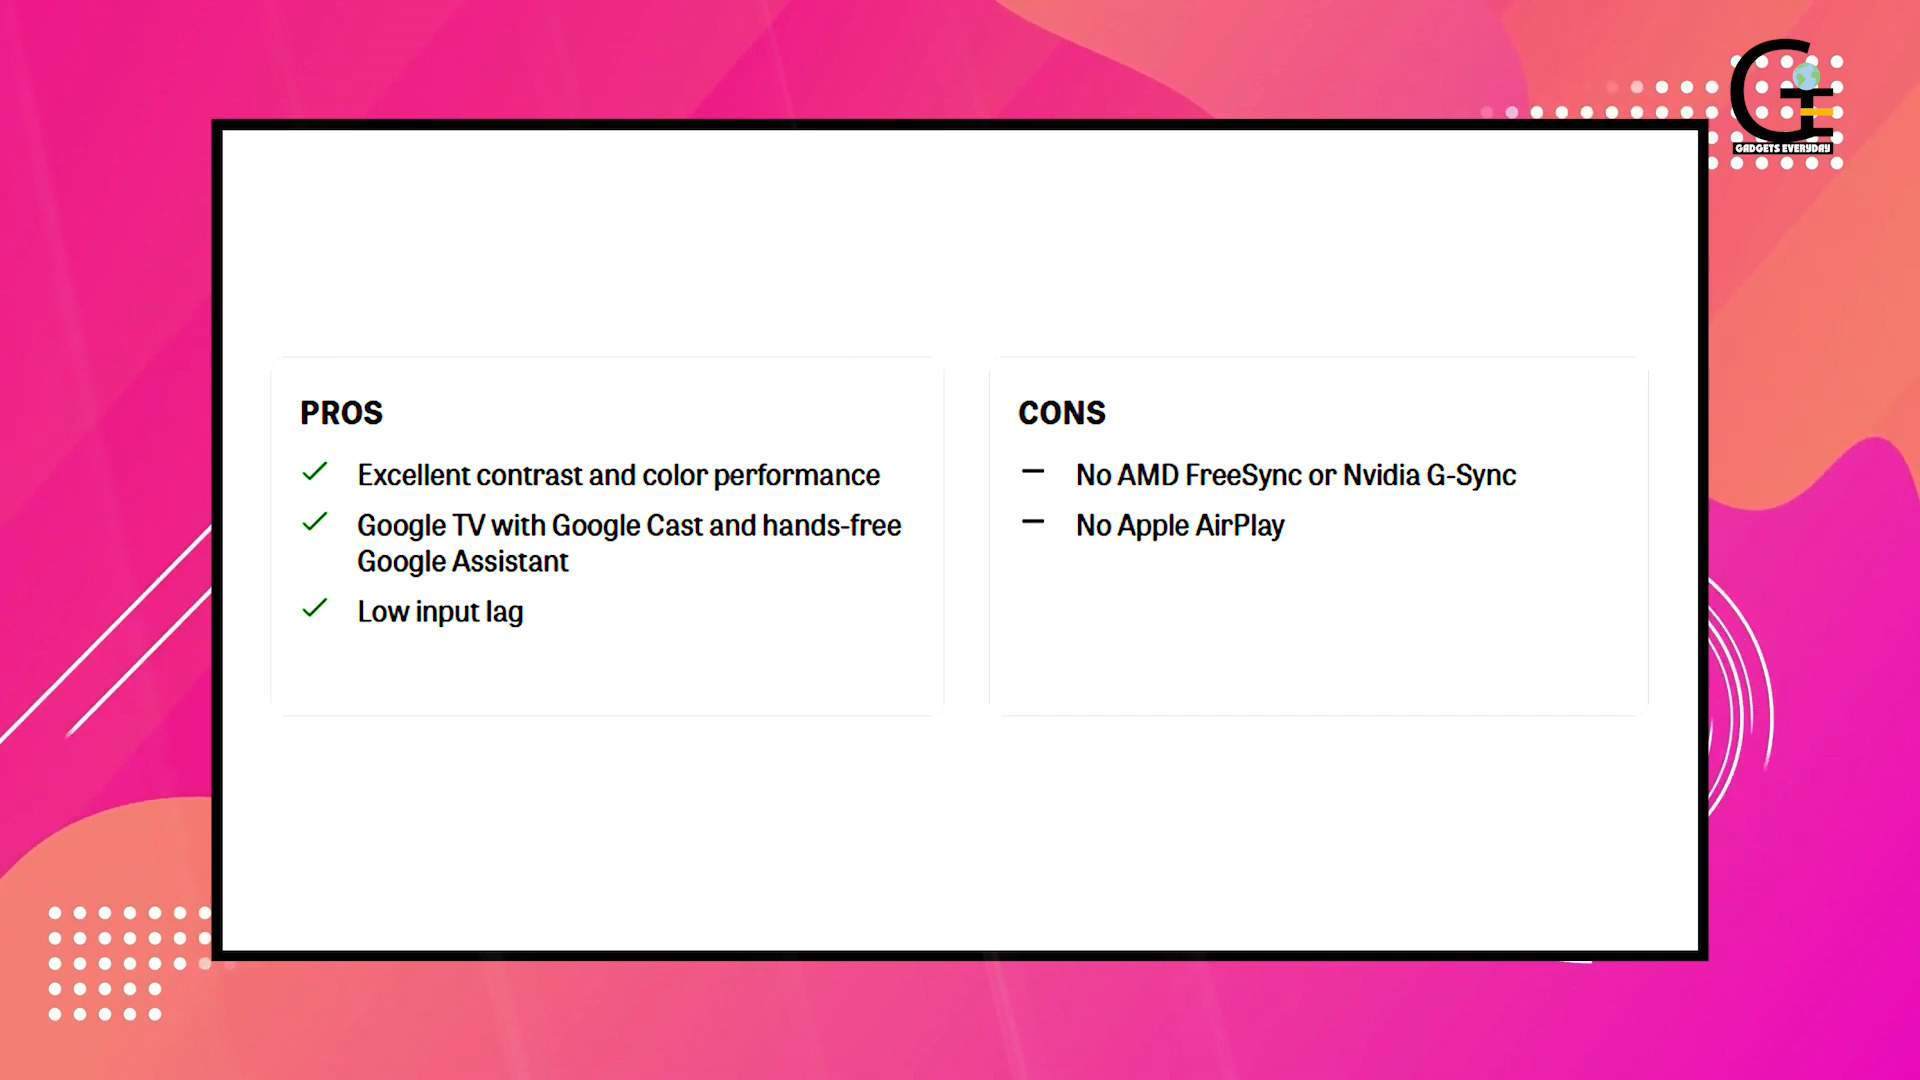 GADGETS EVERYDAY
PROS
Excellent contrast and color performance
Google TV with Google Cast and hands-free
Google Assistant
Low input lag
CONS
No AMD FreeSync or Nvidia G-Sync
No Apple AirPlay